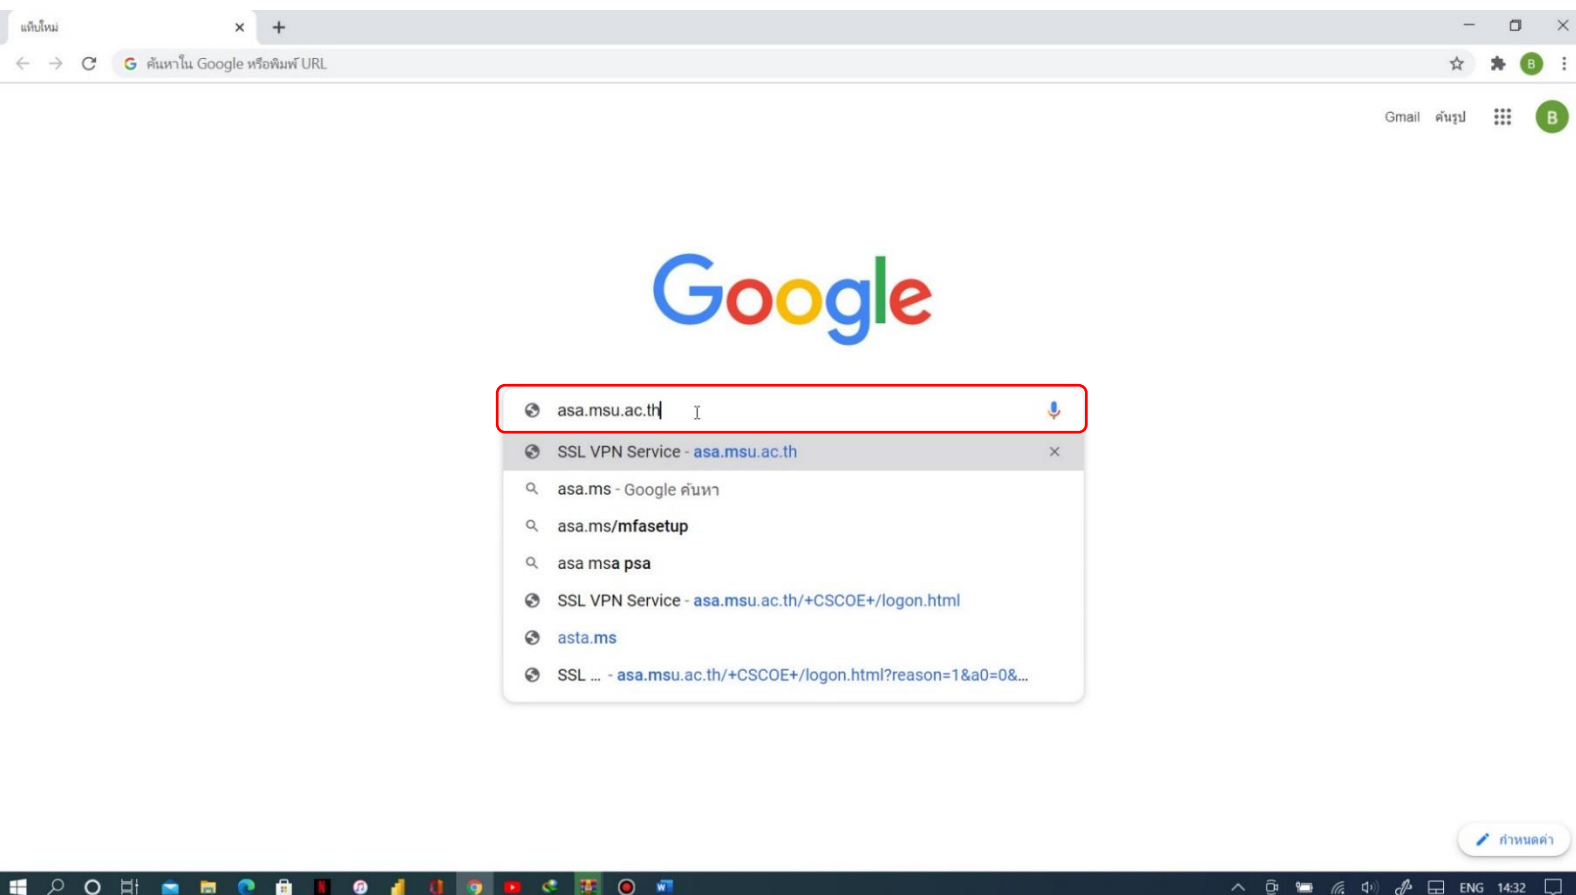 แท็บใหม่
ค้นหาใน Google หรือพิมพ์ URL
B
Gmail ค้นรูป
B
Google
asa.msu.ac.th
SSL VPN Service - asa.msu.ac.th
asa.ms - Google ค้นหา
asa.ms/mfasetup
asa msa psa
SSL VPN Service - asa.msu.ac.th/+CSCOE+/logon.html
asta.ms
SSL ... - asa.msu.ac.th/+CSCOE+/logon.html?reason=1&a0=0&...
กำหนดค่า
ENG 14:32